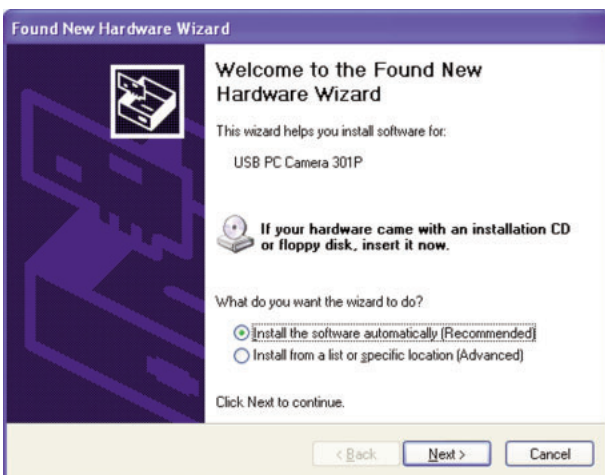 Found New Hardware Wizard
Welcome to the Found New
Hardware Wizard
This wizard helps you install software for:
USB PC Camera 301P
If your hardware came with an installation CD
or floppy disk, insert it now.
What do you want the wizard to do?
Install the software automatically (Recommended)
Install from a list or specific location (Advanced)
Click Next to continue.
< Back Next > Cancel